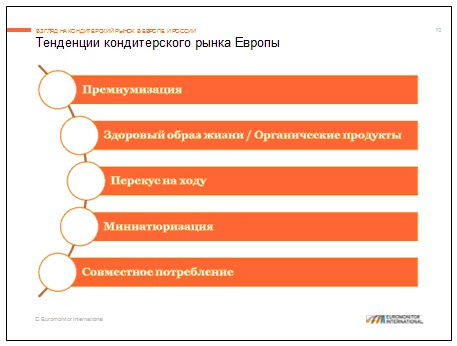 ВЗГЛЯД НА КОНДИТЕРСКИЙ РЫНОК В ЕВРОПЕ И РОССИИ
Тенденции кондитерского рынка Европы
Премиумизация
Здоровый образ жизни / Органические продукты
Перекус на ходу
Миниатюризация
Совместное потребление
© Euromonitor International
EUROMONITOR
INTERNATIONAL